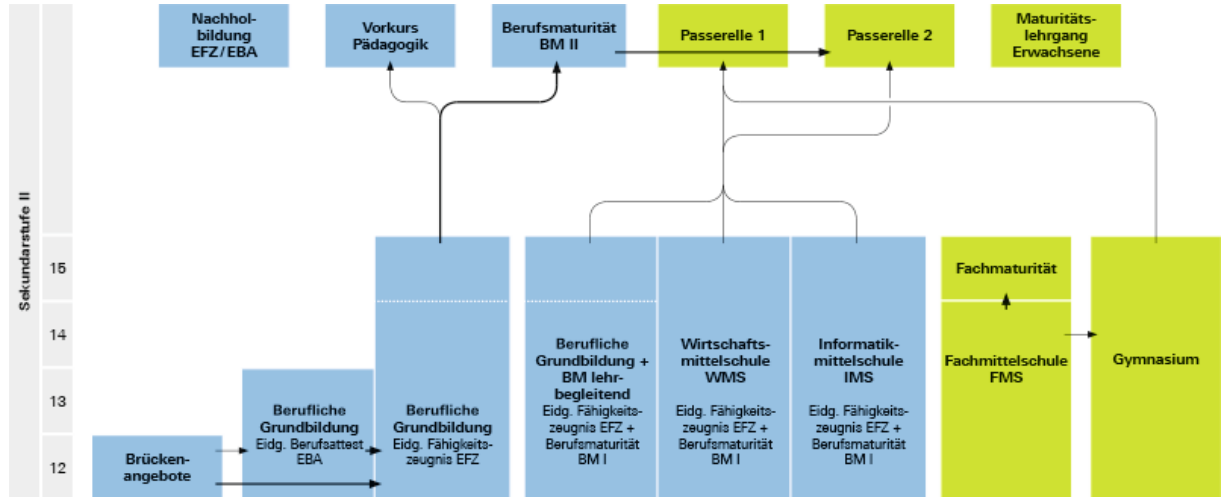 Nachhol-
bildung
EFZ/EBA
Vorkurs
Pädagogik
Berufsmaturität
BM II
Passerelle 1
Passerelle 2
Maturitäts-
lehrgang
Erwachsene
Sekundarstufe II
15
14
13
12
Brücken-
angebote
Berufliche
Grundbildung
Eidg. Berufsattest
EBA
Berufliche
Grundbildung
Eidg. Fähigkeits-
zeugnis EFZ
Berufliche
Grundbildung +
BM lehr-
begleitend
Eidg. Fähigkeits-
zeugnis EFZ +
Berufsmaturität
BM I
Wirtschafts-
mittelschule
WMS
Eidg. Fähigkeits-
zeugnis EFZ +
Berufsmaturität
BM I
Informatik-
mittelschule
IMS
Eidg. Fähigkeits-
zeugnis EFZ +
Berufsmaturität
BM I
Fachmaturität
Fachmittelschule
FMS
Gymnasium